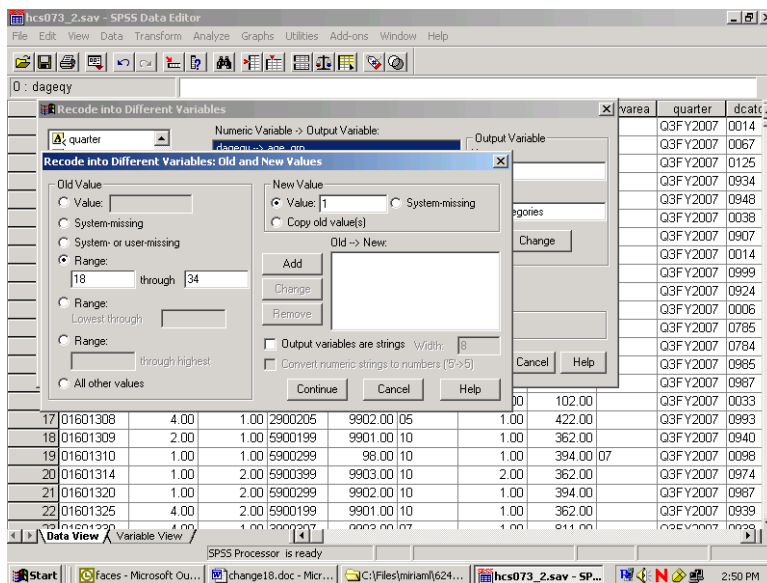 hcs073_2.sav - SPSS Data Editor
File Edit View Data Transform Analyze Graphs Utilities Add-ons Window Help
0 : dageqy
Recode into Different Variables
quarter
Numeric Variable -> Output Variable:
Output Variable
Change
Cancel Help
Recode into Different Variables: Old and New Values
Old Value
Value:
System-missing
System- or user-missing
Range:
18 through 34
Range:
Lowest through
Range:
through highest
All other values
New Value
Value: 1 System-missing
Copy old value(s)
Old --> New:
Add
Change
Remove
Output variables are strings Width: 8
Convert numeric strings to numbers ('5'->5)
Continue Cancel Help
quarter
Q3FY2007 0014
Q3FY2007 0067
Q3FY2007 0125
Q3FY2007 0934
Q3FY2007 0948
Q3FY2007 0038
Q3FY2007 0907
Q3FY2007 0014
Q3FY2007 0999
Q3FY2007 0924
Q3FY2007 0006
Q3FY2007 0785
Q3FY2007 0784
Q3FY2007 0985
Q3FY2007 0987
102.00 Q3FY2007 0033
17 01601308 4.00 1.00 2900205 9902.00 05 1.00 422.00 Q3FY2007 0993
18 01601309 2.00 1.00 5900199 9901.00 10 1.00 362.00 Q3FY2007 0940
19 01601310 1.00 1.00 5900299 98.00 10 1.00 394.00 07 Q3FY2007 0098
20 01601314 1.00 2.00 5900399 9903.00 10 2.00 362.00 Q3FY2007 0974
21 01601320 1.00 2.00 5900299 9902.00 10 1.00 394.00 Q3FY2007 0987
22 01601325 4.00 2.00 5900199 9901.00 10 1.00 362.00 Q3FY2007 0939
Data View Variable View
SPSS Processor is ready
Start faces - Microsoft Ou... change18.doc - Micr... C:\Files\miriaml\624... hcs073_2.sav - SP... 2:50 PM